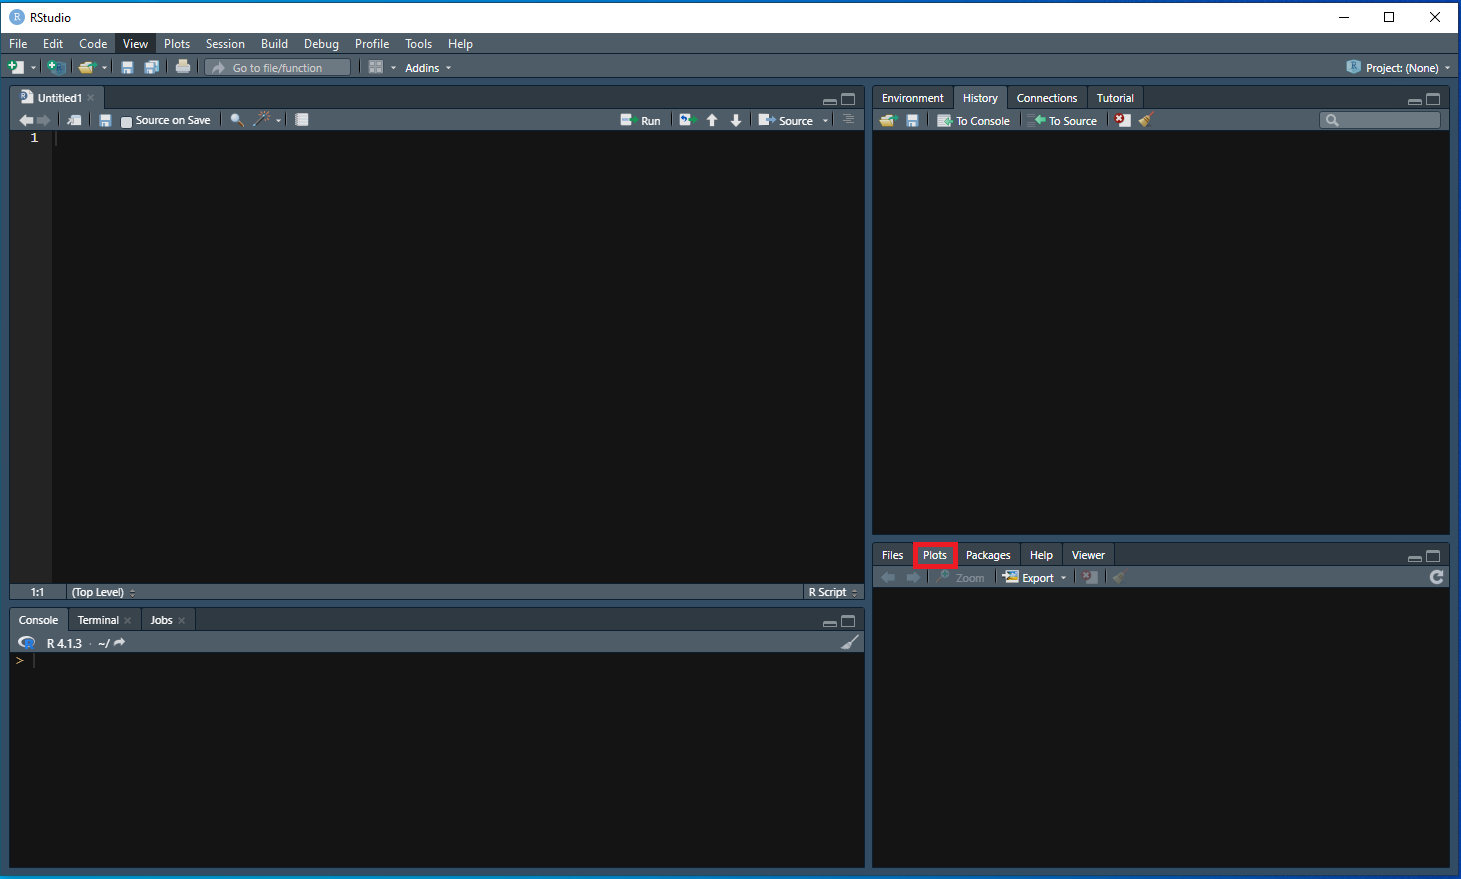 RStudio
File Edit Code View Plots Session Build Debug Profile Tools Help
Go to file/function Addins Project: (None)
Untitled1
Source on Save Run Source
1
1:1 (Top Level) R Script
Console Terminal Jobs
R 4.1.3 · ~/
>
Environment History Connections Tutorial
To Console To Source
Files Plots Packages Help Viewer
Zoom Export